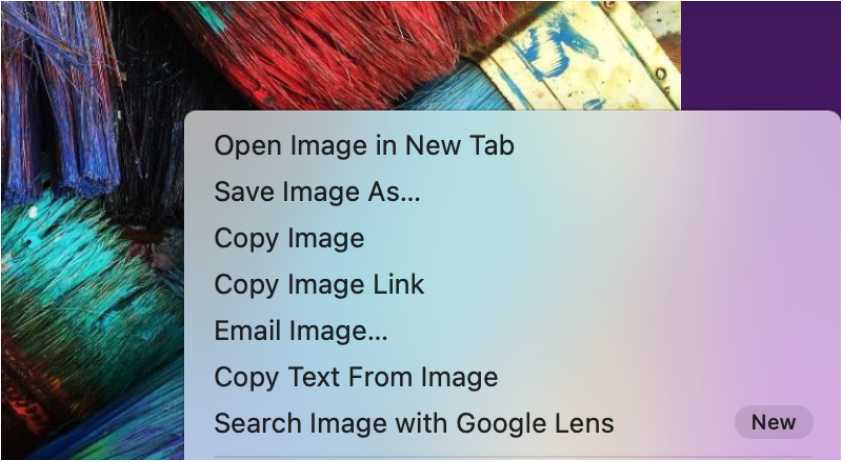 Open Image in New Tab
Save Image As...
Copy Image
Copy Image Link
Email Image...
Copy Text From Image
Search Image with Google Lens New